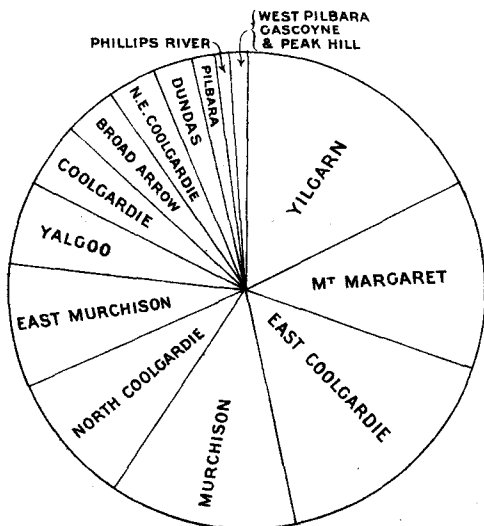 WEST PILBARA
GASCOYNE
& PEAK HILL
PHILLIPS RIVER
PILBARA
DUNDAS
N.E. COOLGARDIE
BROAD ARROW
COOLGARDIE
YALGOO
EAST MURCHISON
NORTH COOLGARDIE
MURCHISON
EAST COOLGARDIE
MT MARGARET
YILGARN